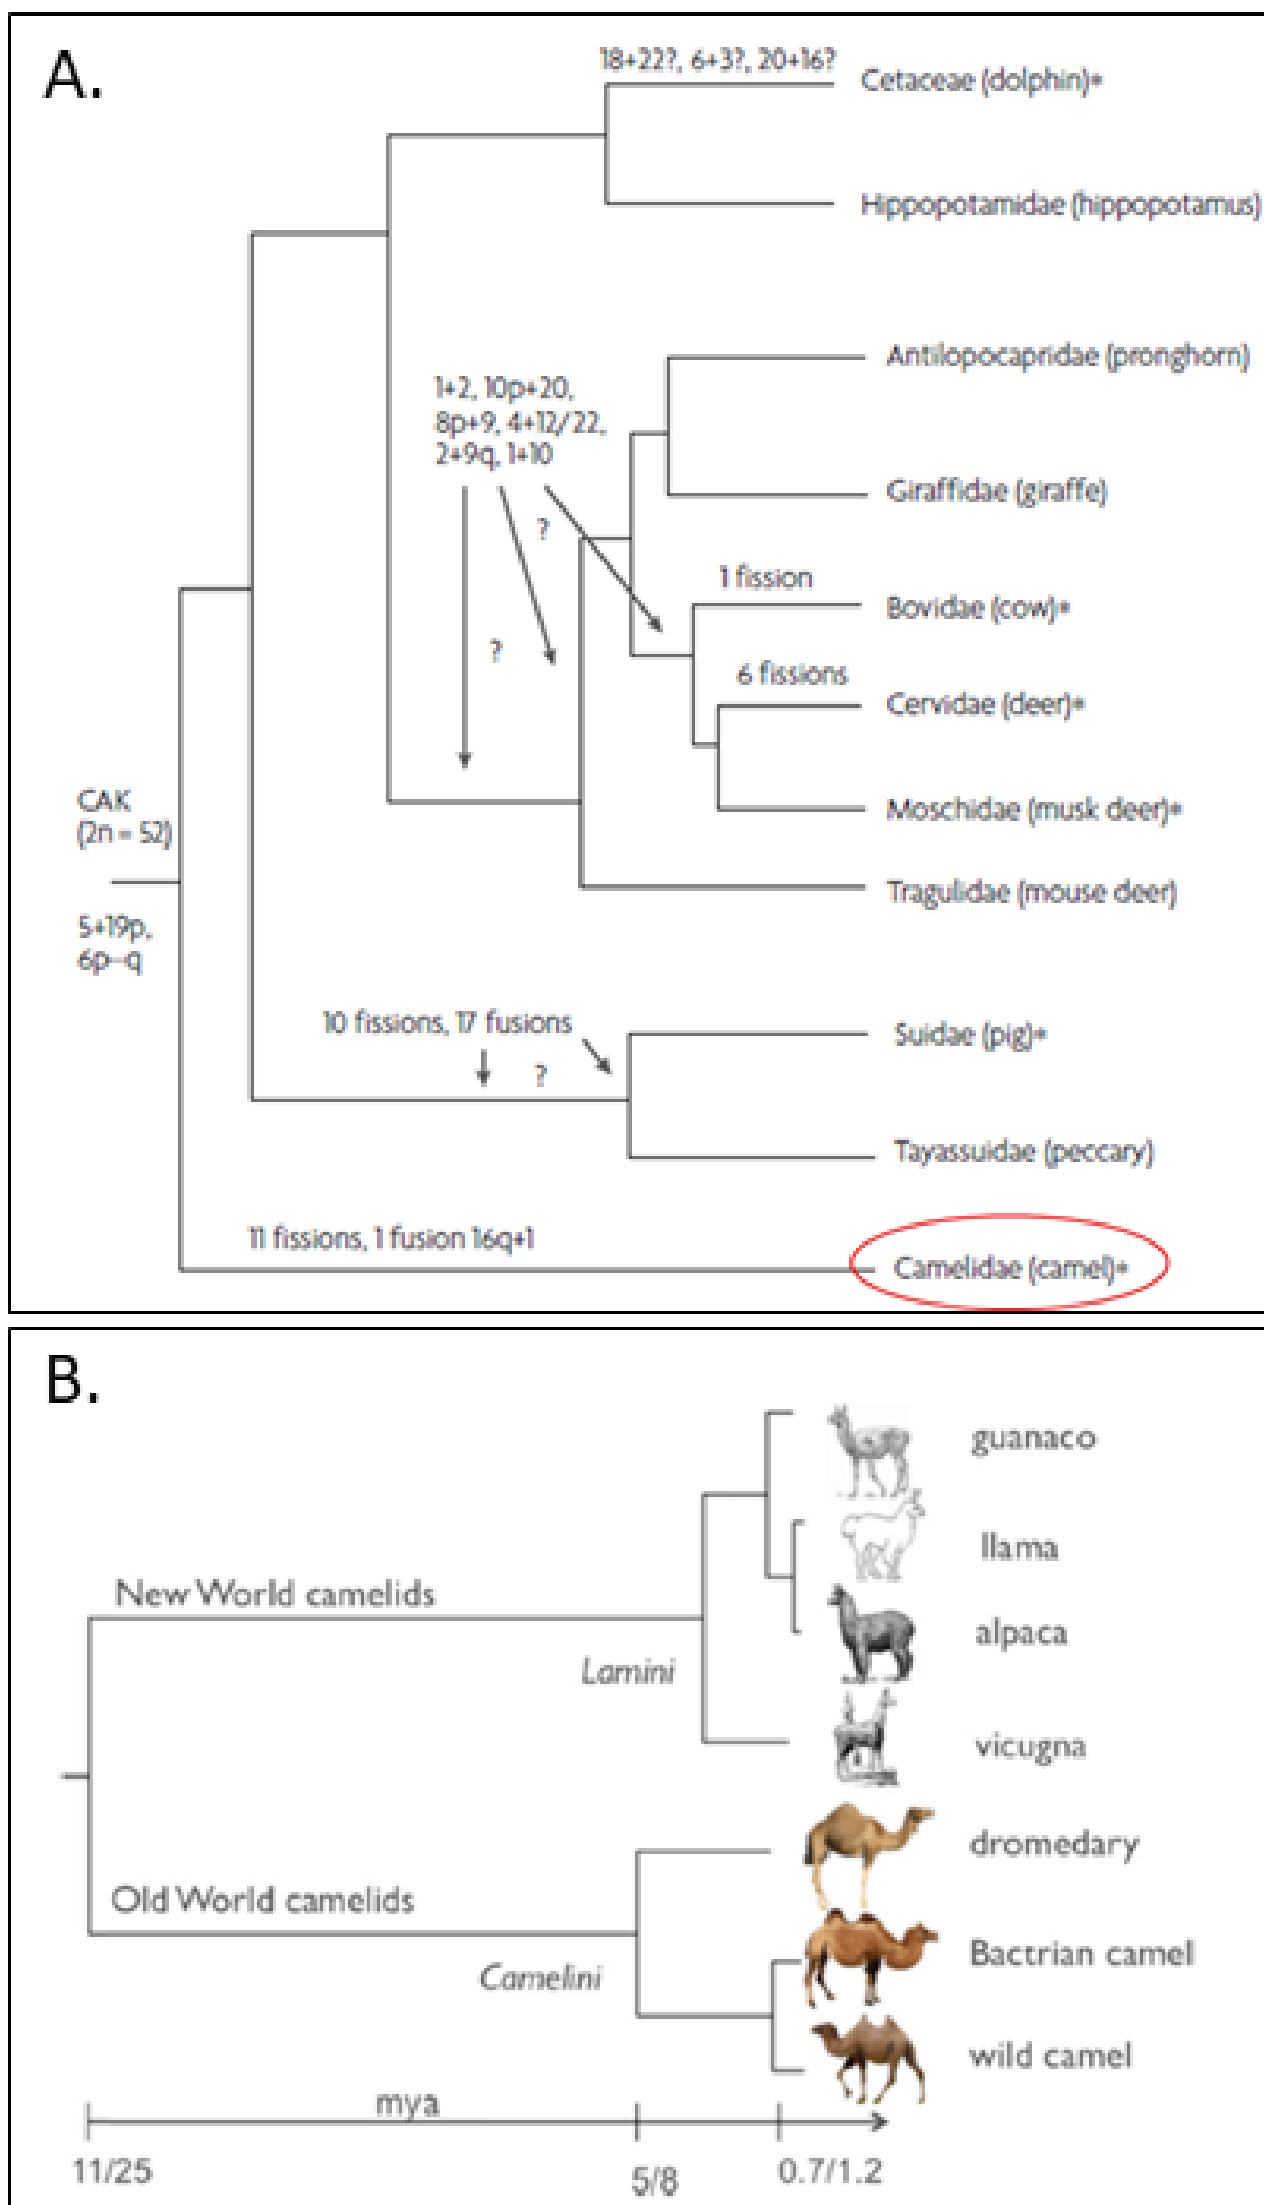 A.
18+22?, 6+3?, 20+16?
Cetaceae (dolphin)*
Hippopotamidae (hippopotamus)
Antilopocapridae (pronghorn)
1+2, 10p+20,
8p+9, 4+12/22,
2+9q, 1+10
Giraffidae (giraffe)
?
1 fission
Bovidae (cow)*
?
6 fissions
Cervidae (deer)*
CAK
(2n = 52)
Moschidae (musk deer)*
Tragulidae (mouse deer)
5+19p,
6p–q
10 fissions, 17 fusions
Suidae (pig)*
?
Tayassuidae (peccary)
11 fissions, 1 fusion 16q+1
Camelidae (camel)*
B.
guanaco
llama
New World camelids
alpaca
Lamini
vicugna
dromedary
Old World camelids
Bactrian camel
Camelini
wild camel
mya
11/25
5/8
0.7/1.2